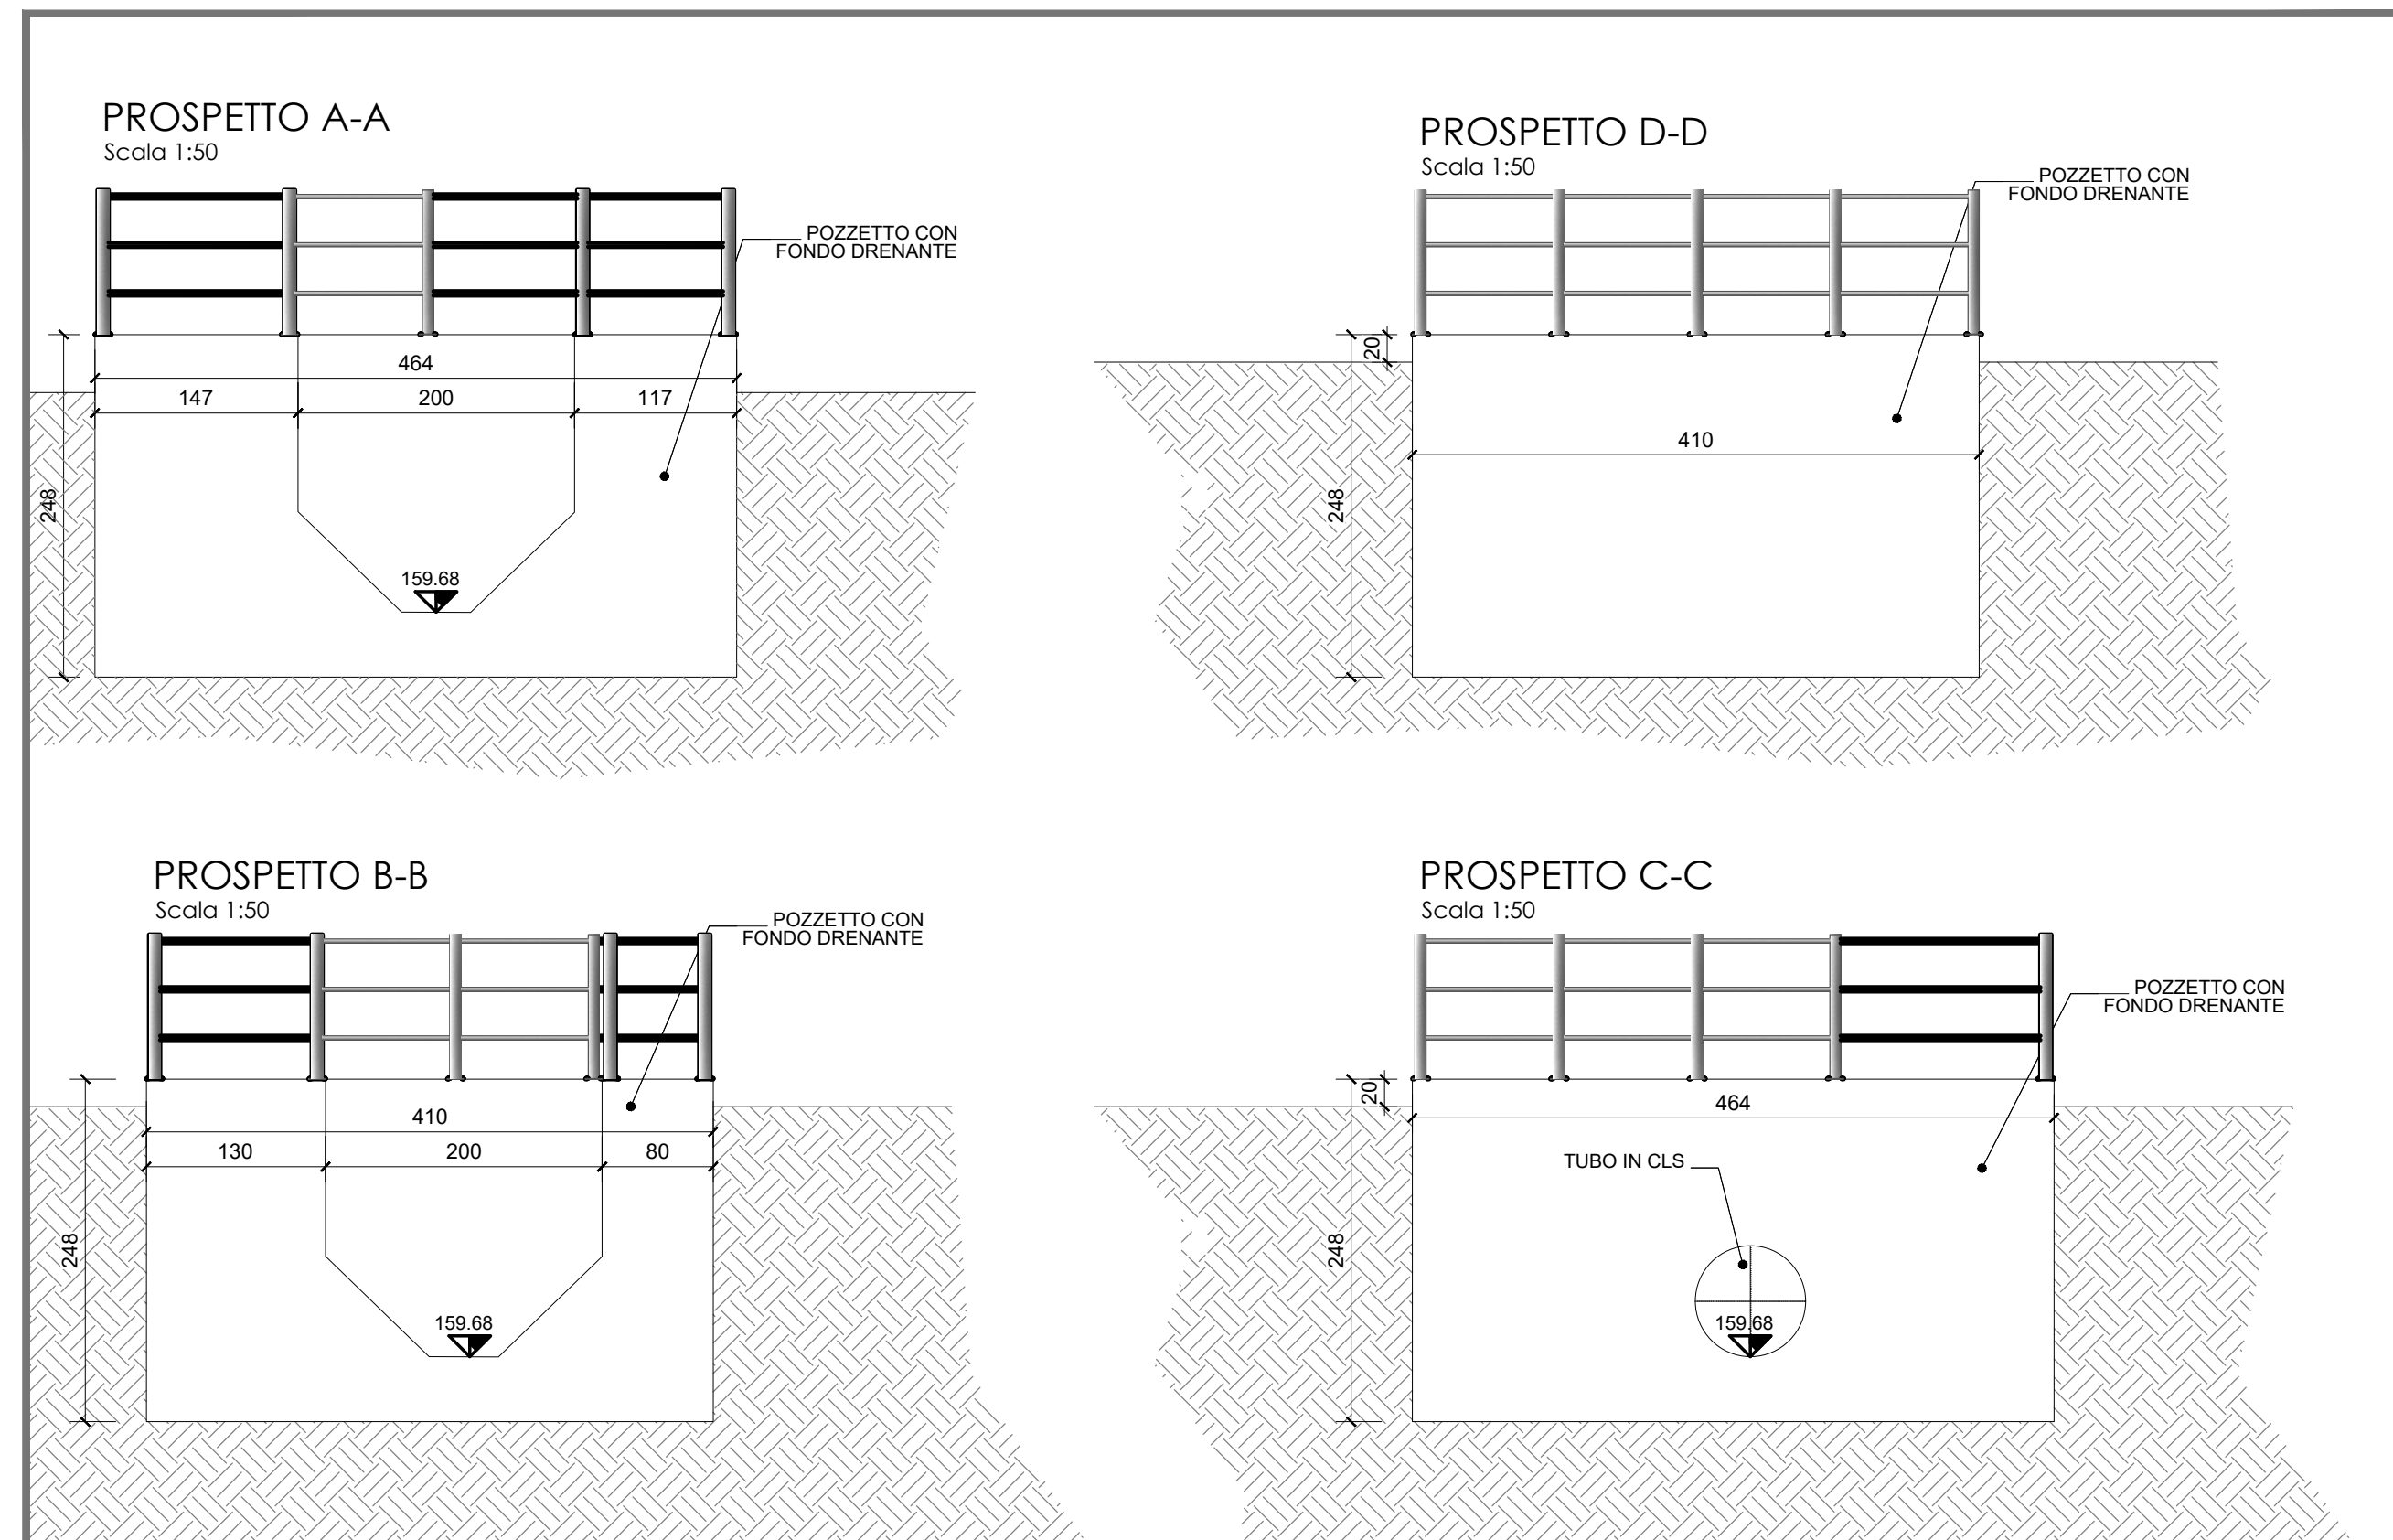 PROSPETTO A-A
Scala 1:50
POZZETTO CON
FONDO DRENANTE
464
147
200
117
248
159.68
PROSPETTO D-D
Scala 1:50
POZZETTO CON
FONDO DRENANTE
20
410
248
PROSPETTO B-B
Scala 1:50
POZZETTO CON
FONDO DRENANTE
410
130
200
80
248
159.68
PROSPETTO C-C
Scala 1:50
POZZETTO CON
FONDO DRENANTE
20
464
TUBO IN CLS
248
159.68